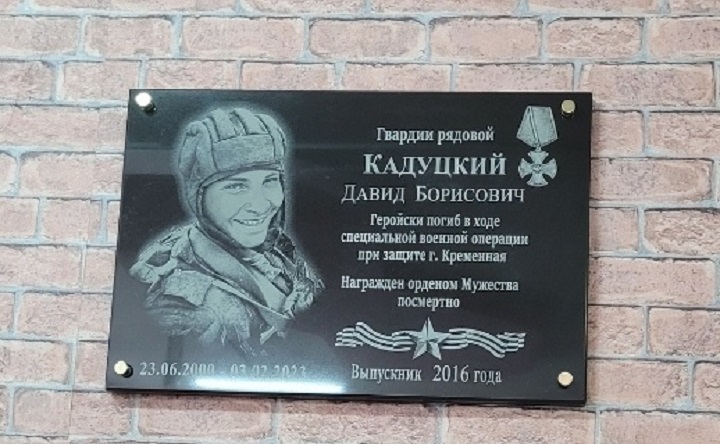 Гвардии рядовой
КАДУЦКИЙ
ДАВИД БОРИСОВИЧ
Геройски погиб в ходе
специальной военной операции
при защите г. Кременная
Награжден орденом Мужества
посмертно
23.06.2000 - 03.02.2023
Выпускник 2016 года